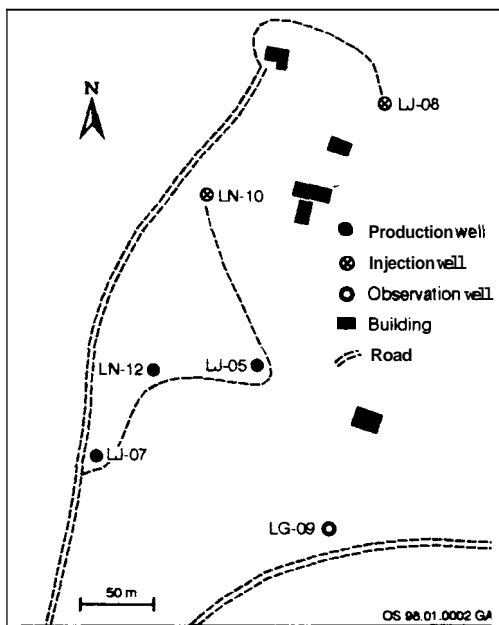 N
LJ-08
LN-10
Production well
Injection well
Observation well
Building
Road
LN-12
LJ-05
LJ-07
LG-09
50 m
OS 98.01.0002 GA